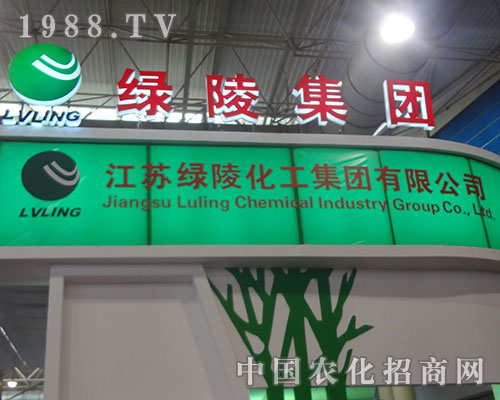 1988.TV
LVLING
绿陵集团
LVLING
江苏绿陵化工集团有限公司
Jiangsu Luling Chemical Industry Group Co., Ltd.
中国农化招商网